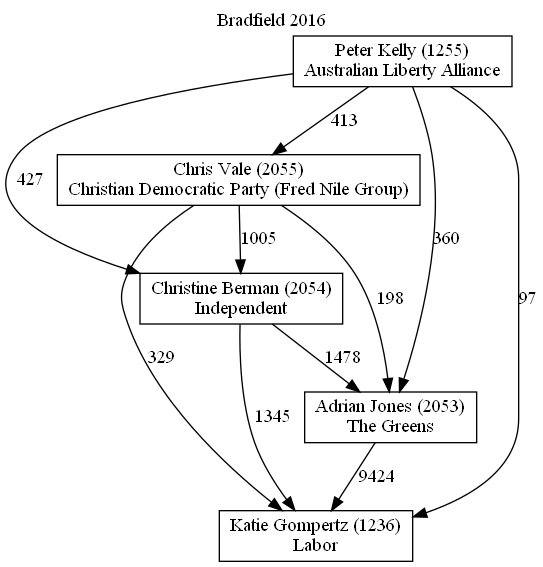 Bradfield 2016
Peter Kelly (1255)
Australian Liberty Alliance
413
427
Chris Vale (2055)
Christian Democratic Party (Fred Nile Group)
1005
360
Christine Berman (2054)
Independent
198
97
329
1478
Adrian Jones (2053)
The Greens
1345
9424
Katie Gompertz (1236)
Labor